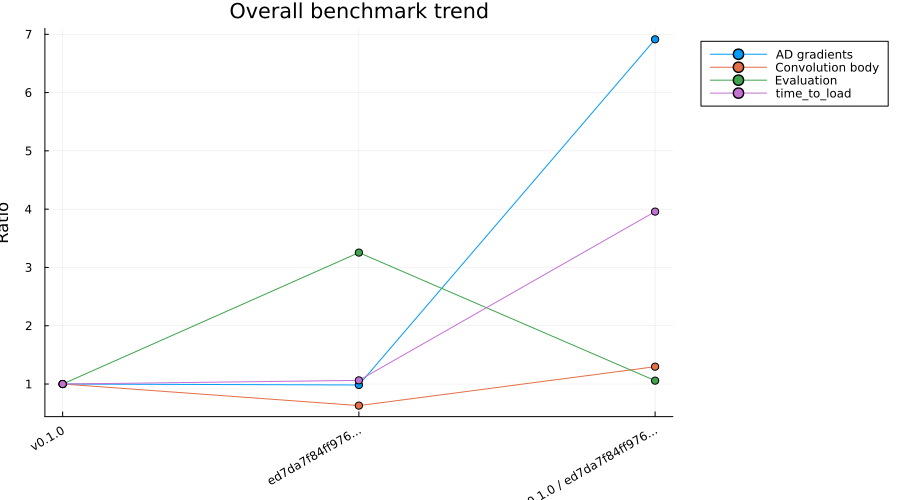 Overall benchmark trend
AD gradients
Convolution body
Evaluation
time_to_load
7
6
5
4
3
2
1
Ratio
v0.1.0
ed7da7f84ff976...
0.1.0 / ed7da7f84ff976...